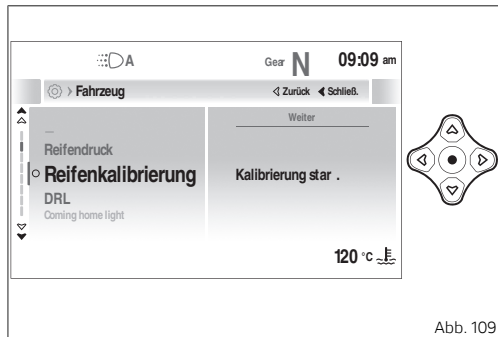 A
Gear N 09:09 am
Fahrzeug
Zurück Schließ.
Weiter
Reifendruck
Reifenkalibrierung
Kalibrierung star .
DRL
Coming home light
120 °C
Abb. 109